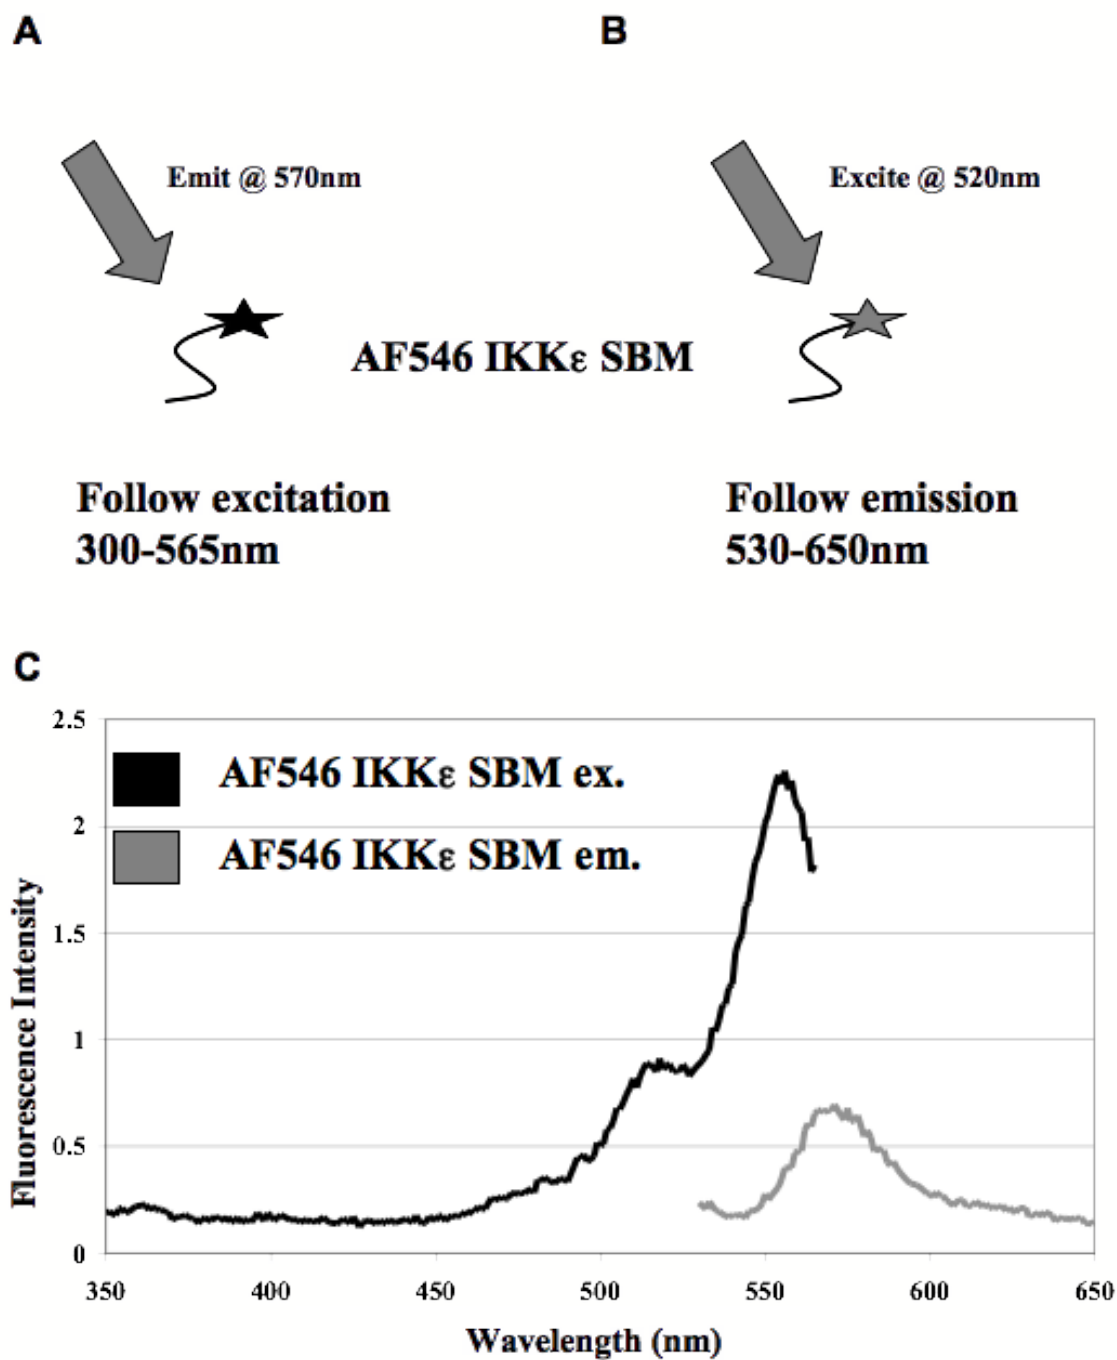 A
B
Emit @ 570nm
Excite @ 520nm
AF546 IKKε SBM
Follow excitation
300-565nm
Follow emission
530-650nm
C
AF546 IKKε SBM ex.
AF546 IKKε SBM em.
Fluorescence Intensity
2.5
2
1.5
1
0.5
0
350 400 450 500 550 600 650
Wavelength (nm)